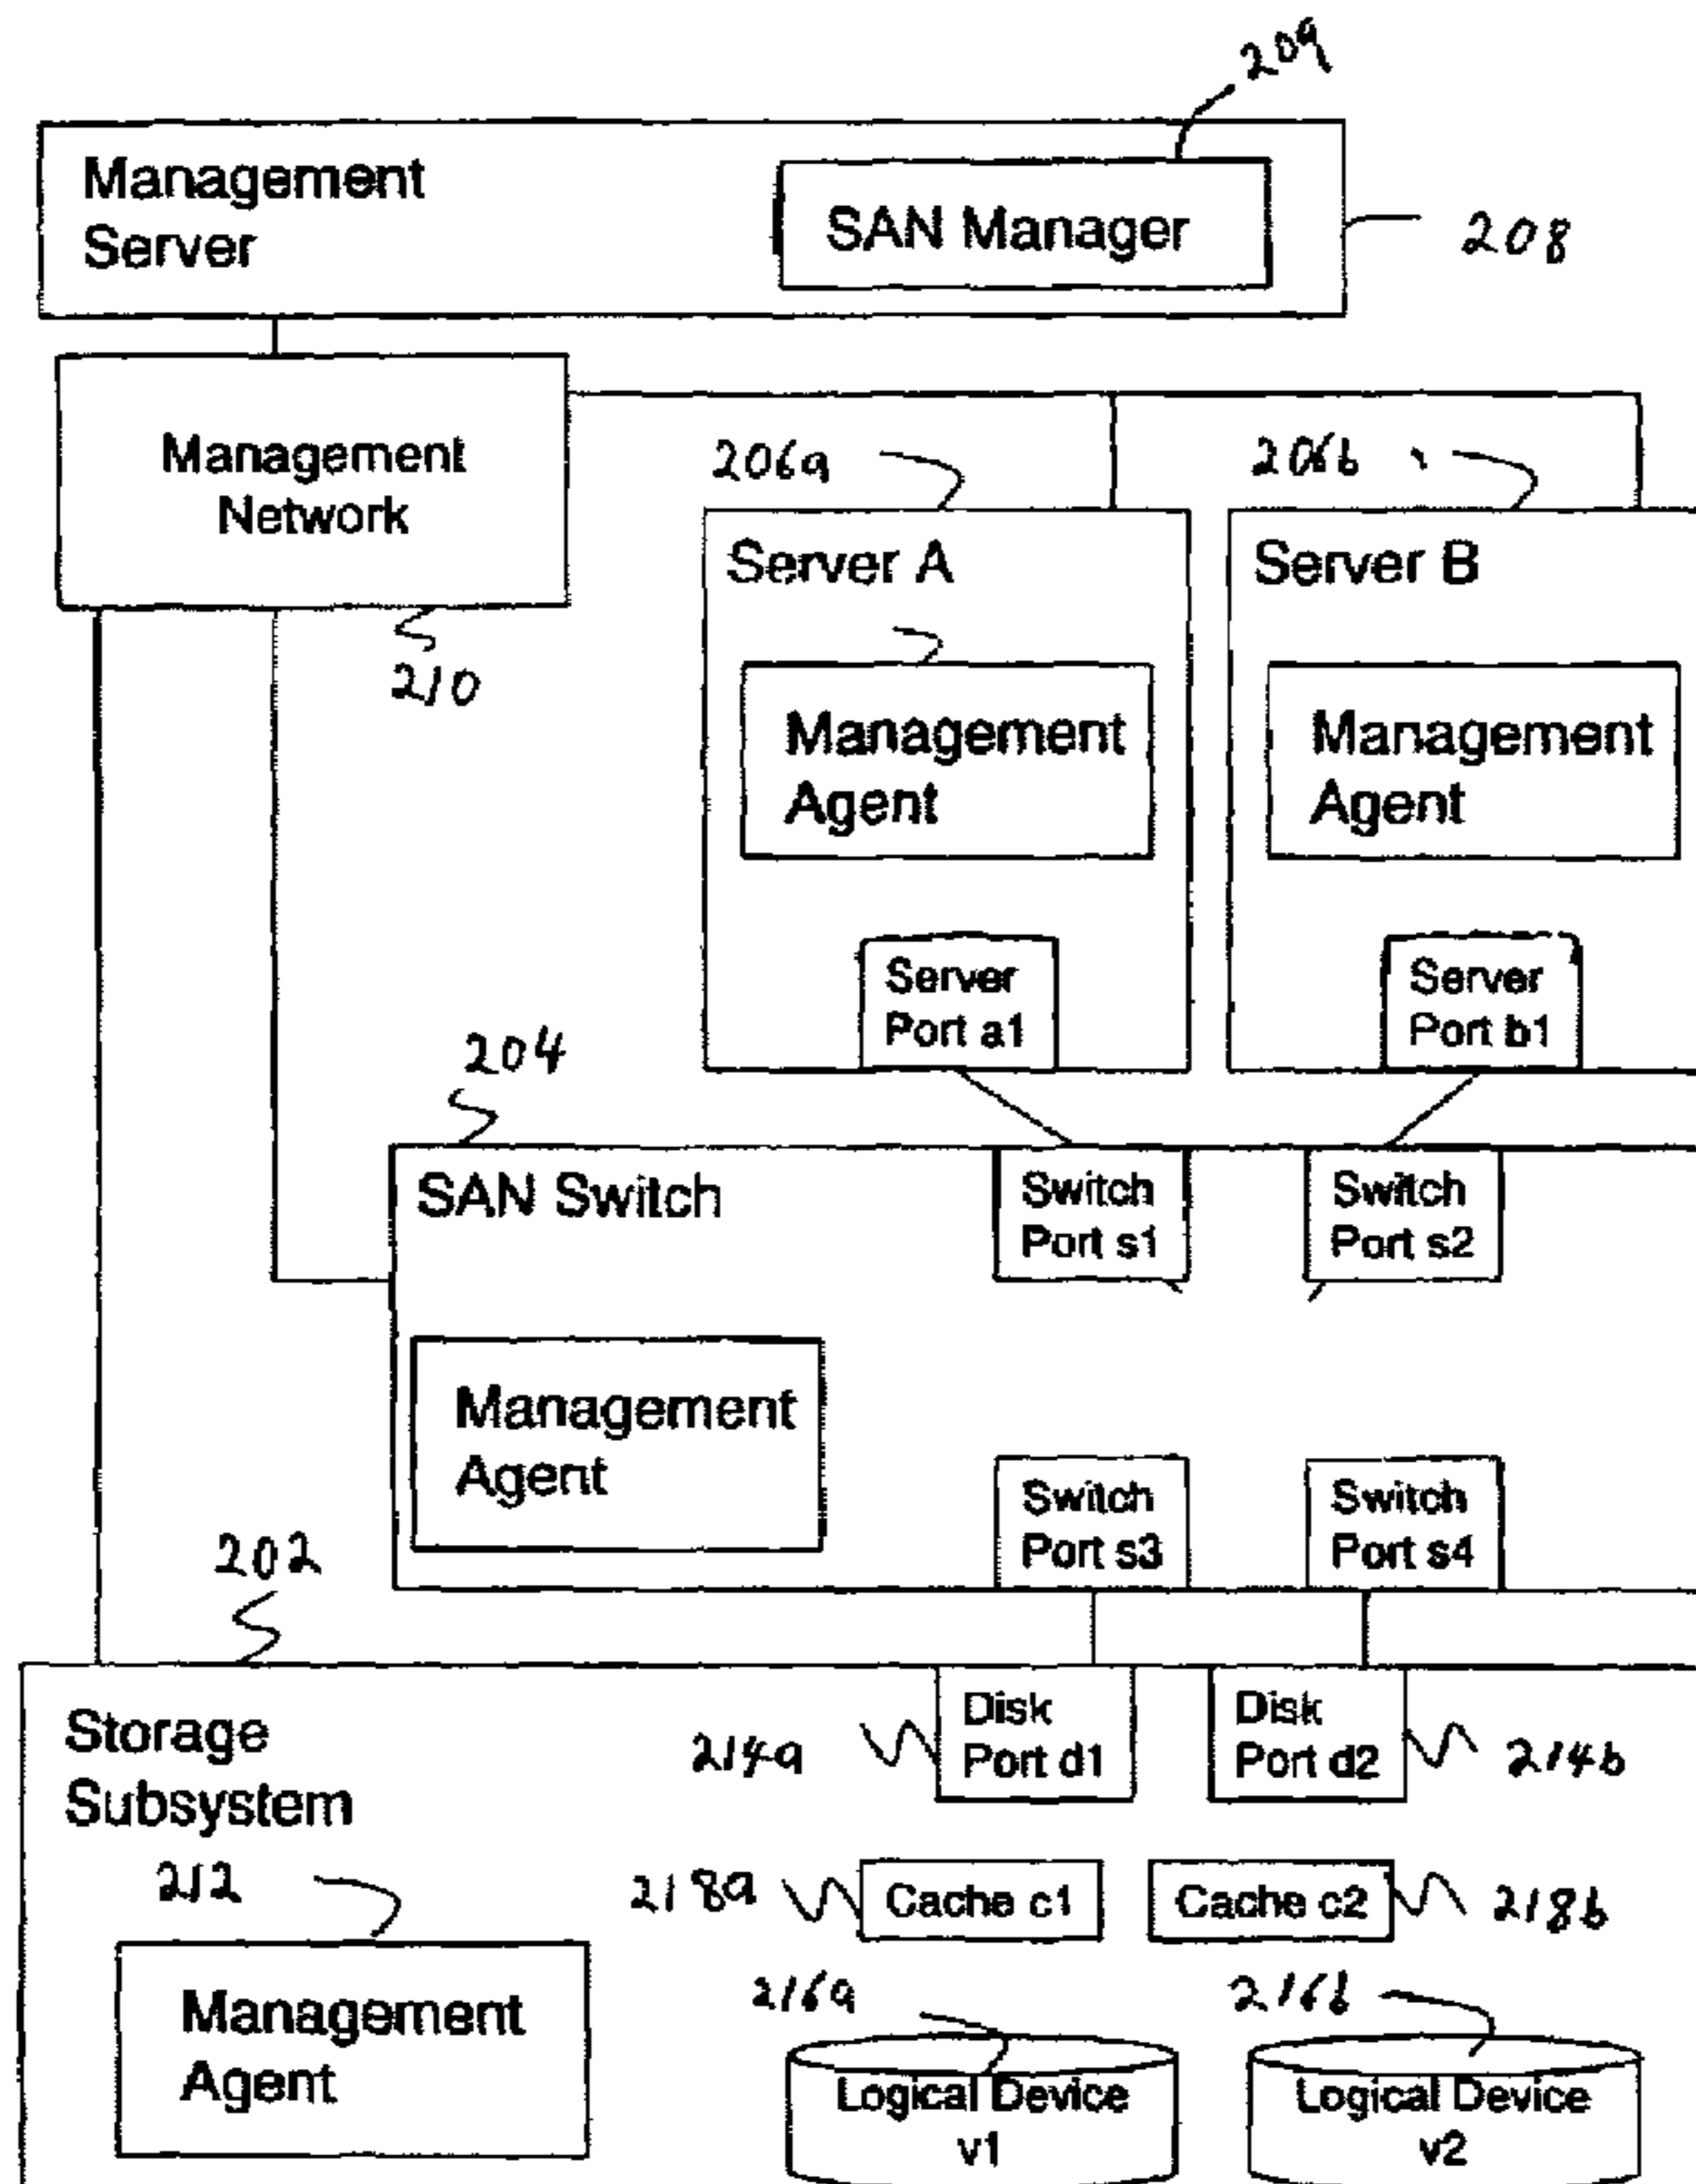 209
Management
Server
SAN Manager
208
Management
Network
206a
206b
Server A
Server B
210
Management
Agent
Management
Agent
Server
Port a1
Server
Port b1
204
SAN Switch
Switch
Port s1
Switch
Port s2
Management
Agent
Switch
Port s3
Switch
Port s4
202
Storage
Subsystem
214a
Disk
Port d1
Disk
Port d2
214b
212
218a
Cache c1
Cache c2
218b
216a
216b
Management
Agent
Logical Device
v1
Logical Device
v2